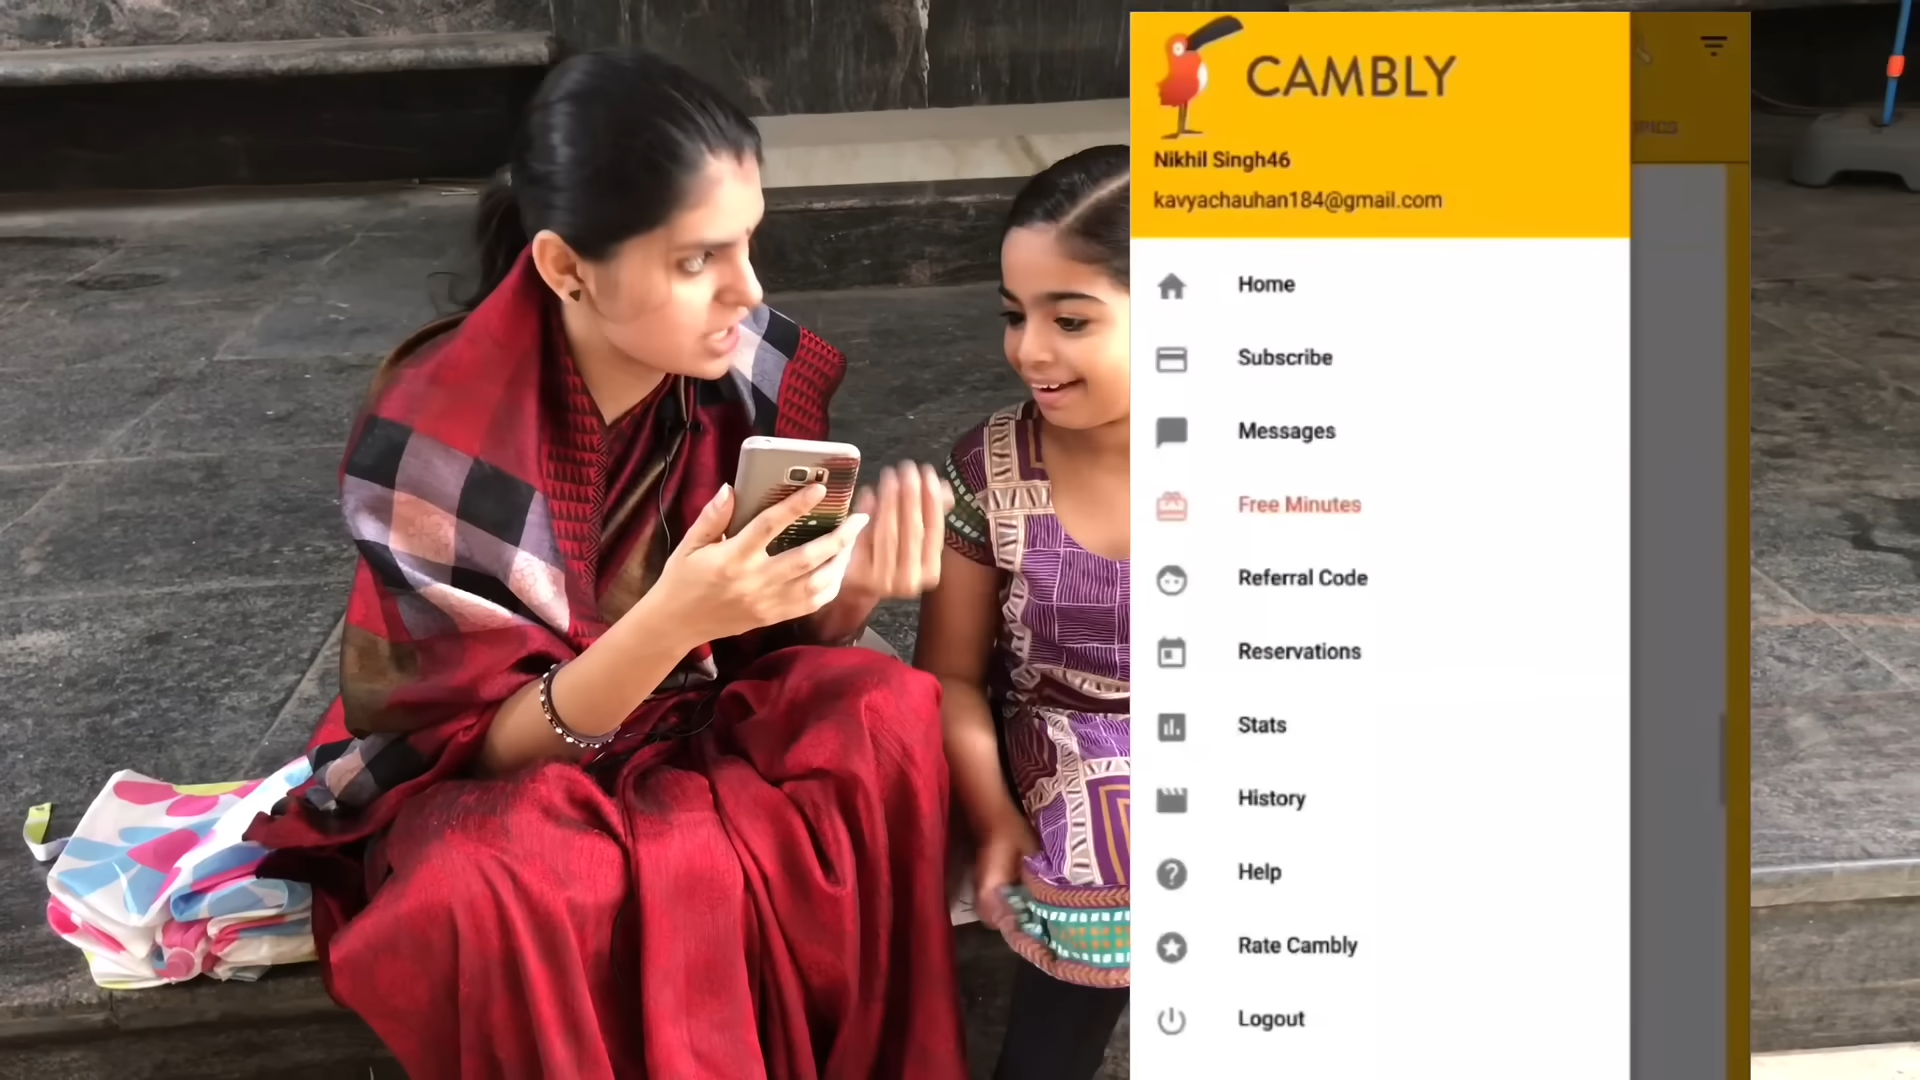 CAMBLY
Nikhil Singh46
kavyachauhan184@gmail.com
Home
Subscribe
Messages
Free Minutes
Referral Code
Reservations
Stats
History
Help
Rate Cambly
Logout